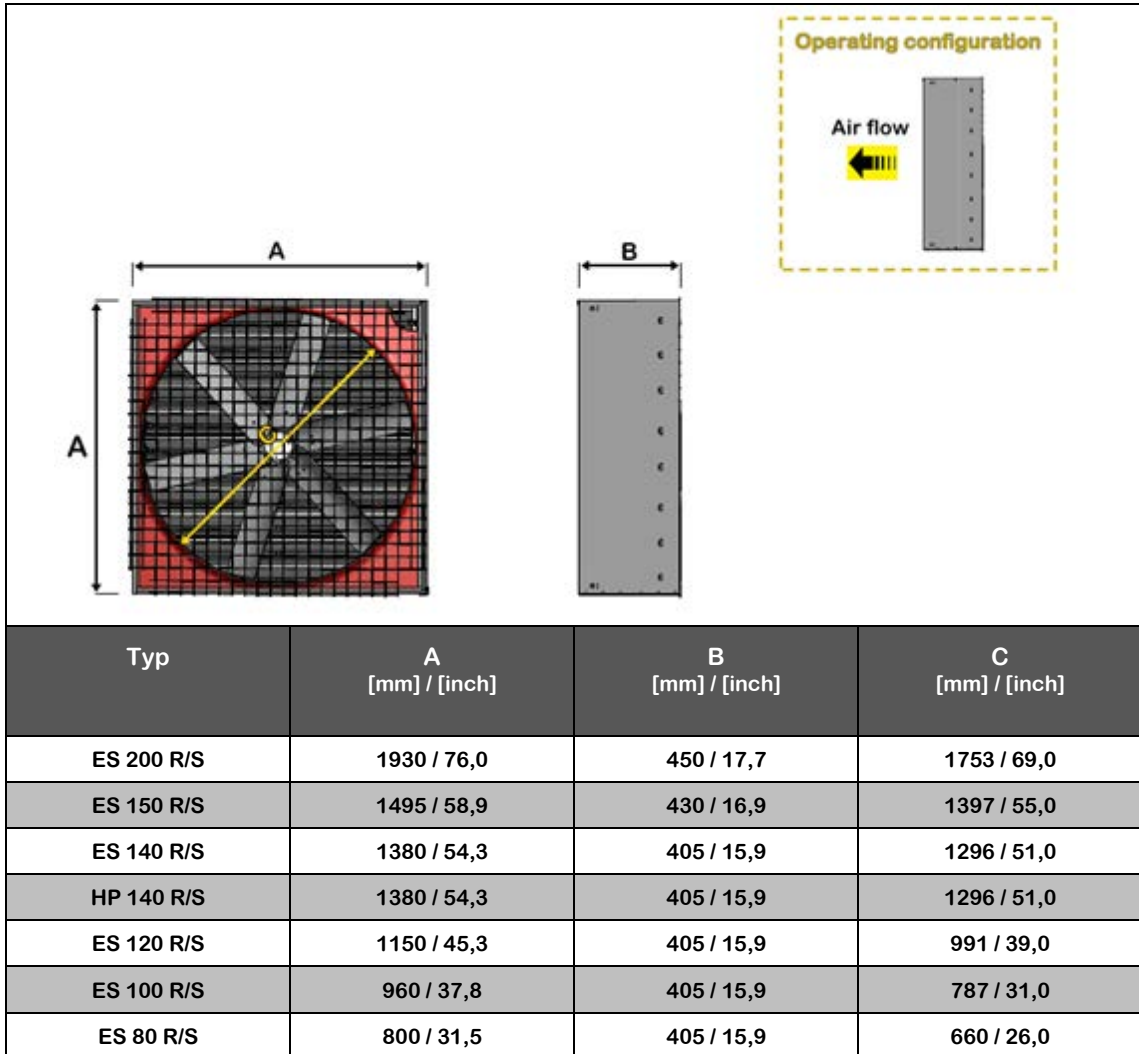 Operating configuration
Air flow
A
B
A
C
Typ
A
[mm] / [inch]
B
[mm] / [inch]
C
[mm] / [inch]
ES 200 R/S 1930 / 76,0 450 / 17,7 1753 / 69,0
ES 150 R/S 1495 / 58,9 430 / 16,9 1397 / 55,0
ES 140 R/S 1380 / 54,3 405 / 15,9 1296 / 51,0
HP 140 R/S 1380 / 54,3 405 / 15,9 1296 / 51,0
ES 120 R/S 1150 / 45,3 405 / 15,9 991 / 39,0
ES 100 R/S 960 / 37,8 405 / 15,9 787 / 31,0
ES 80 R/S 800 / 31,5 405 / 15,9 660 / 26,0